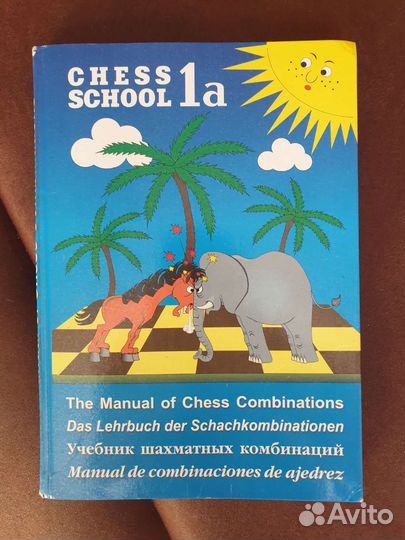 CHESS
SCHOOL 1a
The Manual of Chess Combinations
Das Lehrbuch der Schachkombinationen
Учебник шахматных комбинаций
Manual de combinaciones de ajedrez
Avito